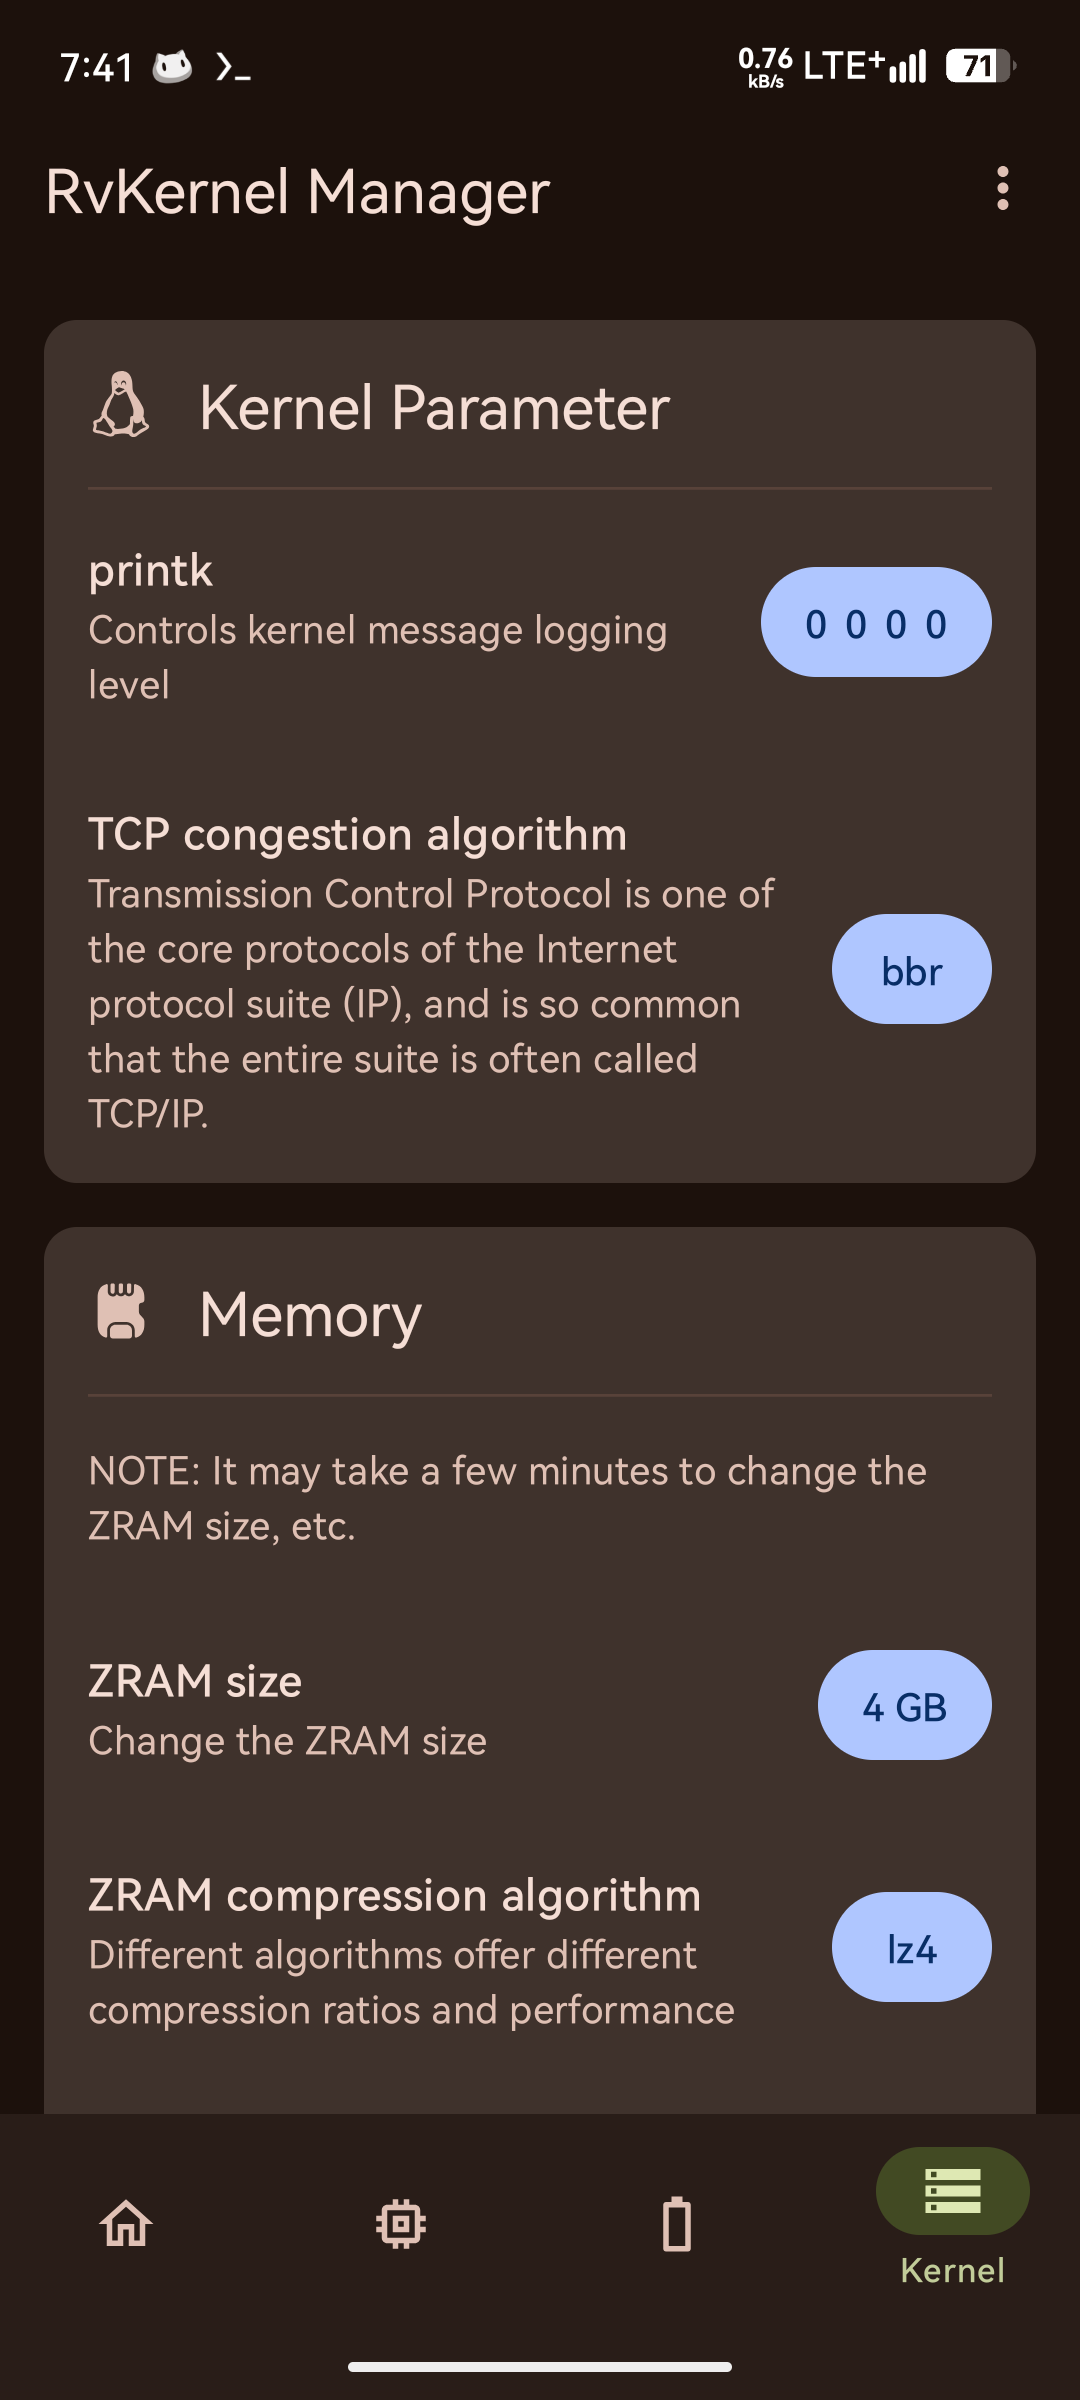 7:41
0.76 kB/s LTE+ 71
RvKernel Manager
Kernel Parameter
printk
Controls kernel message logging
level
0 0 0 0
TCP congestion algorithm
Transmission Control Protocol is one of
the core protocols of the Internet
protocol suite (IP), and is so common
that the entire suite is often called
TCP/IP.
bbr
Memory
NOTE: It may take a few minutes to change the
ZRAM size, etc.
ZRAM size
Change the ZRAM size
4 GB
ZRAM compression algorithm
Different algorithms offer different
compression ratios and performance
lz4
Kernel